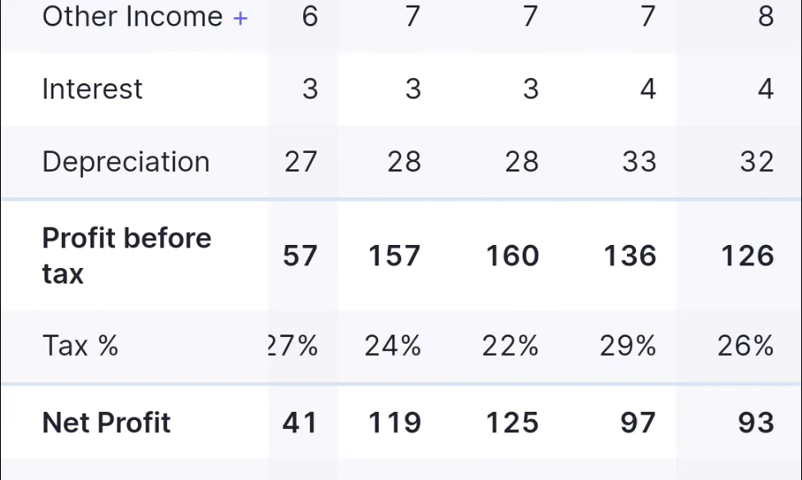 Other Income + 6 7 7 7 8
Interest 3 3 3 4 4
Depreciation 27 28 28 33 32
Profit before
tax 57 157 160 136 126
Tax % 27% 24% 22% 29% 26%
Net Profit 41 119 125 97 93